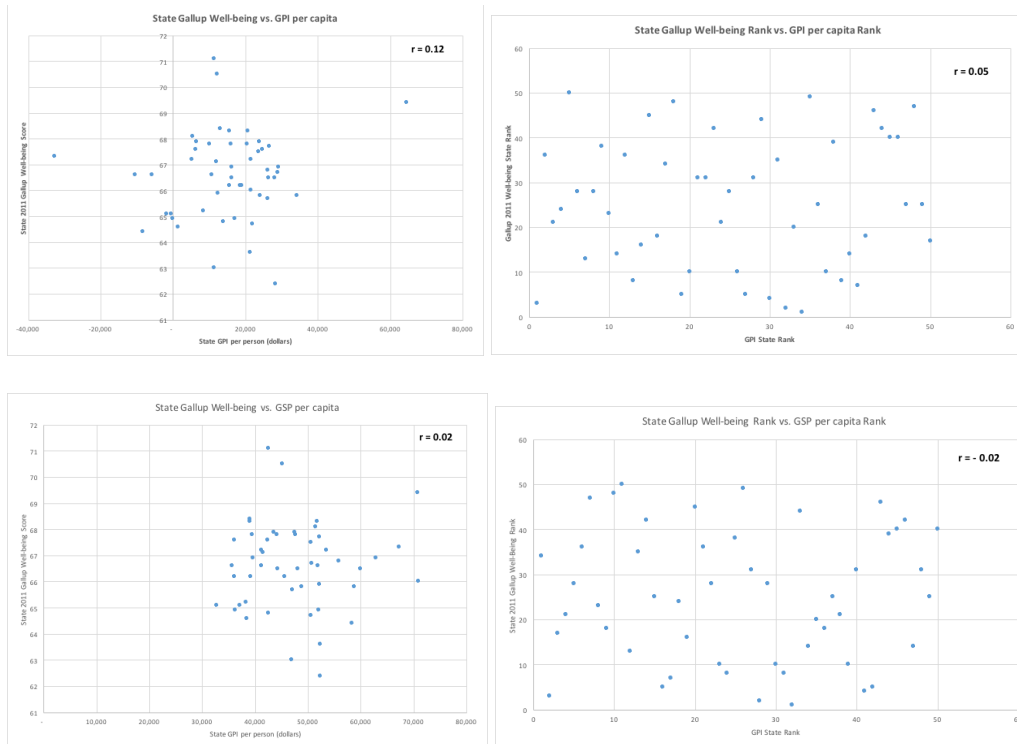 State Gallup Well-being vs. GPI per capita
r = 0.12
72
71
70
69
68
67
66
65
64
63
62
61
-40,000 -20,000 - 20,000 40,000 60,000 80,000
State 2011 Gallup Well-being Score
State GPI per person (dollars)
State Gallup Well-being Rank vs. GPI per capita Rank
r = 0.05
60
50
40
30
20
10
0
0 10 20 30 40 50 60
Gallup 2011 Well-being State Rank
GPI State Rank
State Gallup Well-being vs. GSP per capita
r = 0.02
72
71
70
69
68
67
66
65
64
63
62
61
- 10,000 20,000 30,000 40,000 50,000 60,000 70,000 80,000
State 2011 Gallup Well-being Score
State GPI per person (dollars)
State Gallup Well-being Rank vs. GSP per capita Rank
r = - 0.02
60
50
40
30
20
10
0
0 10 20 30 40 50
State 2011 Gallup Well-Being Rank
GPI State Rank